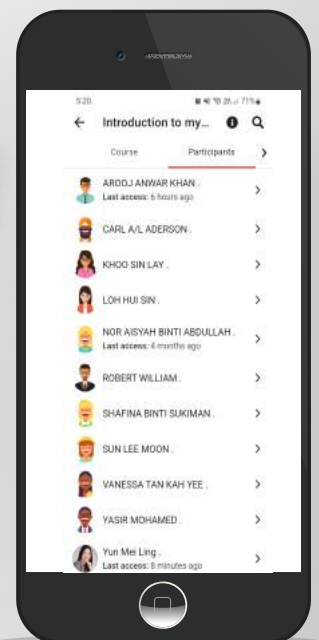 5:20
71%
Introduction to my...
Course
Participants
AROOJ ANWAR KHAN .
Last access: 6 hours ago
CARL A/L ADERSON .
KHOO SIN LAY .
LOH HUI SIN .
NOR AISYAH BINTI ABDULLAH .
Last access: 4 months ago
ROBERT WILLIAM .
SHAFINA BINTI SUKIMAN .
SUN LEE MOON .
VANESSA TAN KAH YEE .
YASIR MOHAMED .
Yun Mei Ling .
Last access: 8 minutes ago